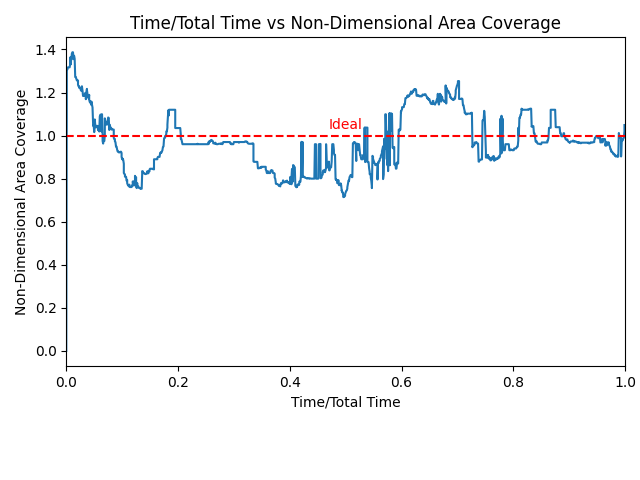 Time/Total Time vs Non-Dimensional Area Coverage
Non-Dimensional Area Coverage
1.4
1.2
1.0
0.8
0.6
0.4
0.2
0.0
Ideal
0.0 0.2 0.4 0.6 0.8 1.0
Time/Total Time